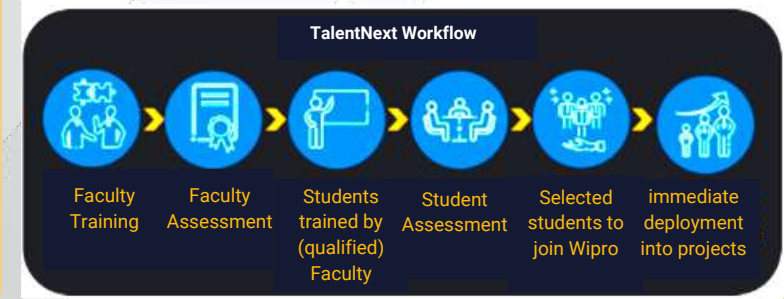 TalentNext Workflow
Faculty
Training
Faculty
Assessment
Students
trained by
(qualified)
Faculty
Student
Assessment
Selected
students to
join Wipro
immediate
deployment
into projects